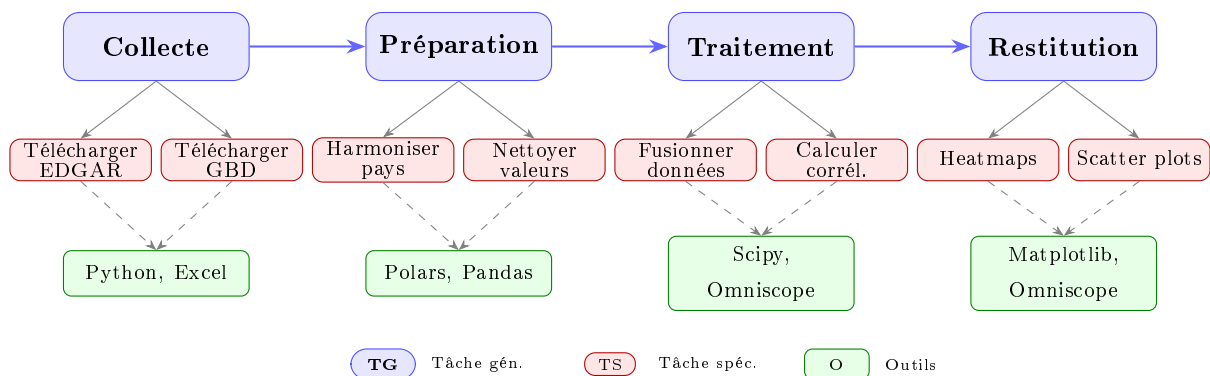 Collecte
Préparation
Traitement
Restitution
Télécharger
EDGAR
Télécharger
GBD
Harmoniser
pays
Nettoyer
valeurs
Fusionner
données
Calculer
corrél.
Heatmaps
Scatter plots
Python, Excel
Polars, Pandas
Scipy,
Omniscope
Matplotlib,
Omniscope
TG Tâche gén. TS Tâche spéc. O Outils